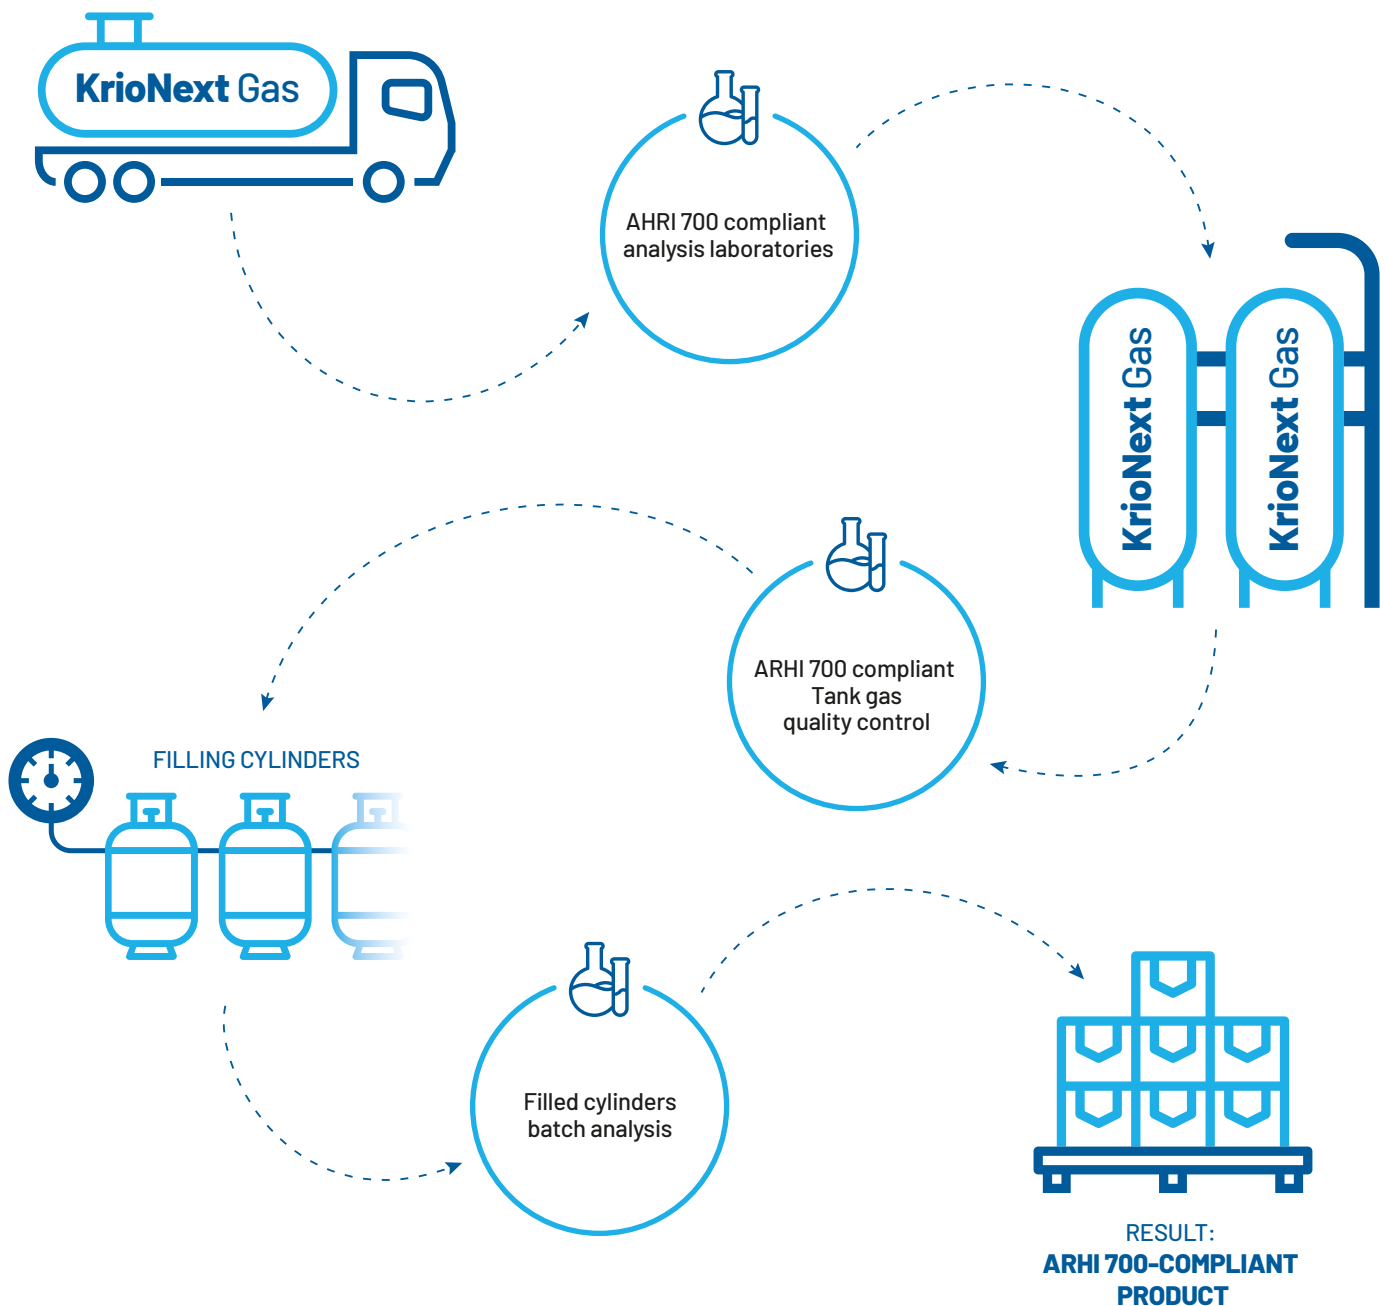 KrioNext Gas
AHRI 700 compliant
analysis laboratories
KrioNext Gas
KrioNext Gas
ARHI 700 compliant
Tank gas
quality control
FILLING CYLINDERS
Filled cylinders
batch analysis
RESULT:
ARHI 700-COMPLIANT
PRODUCT